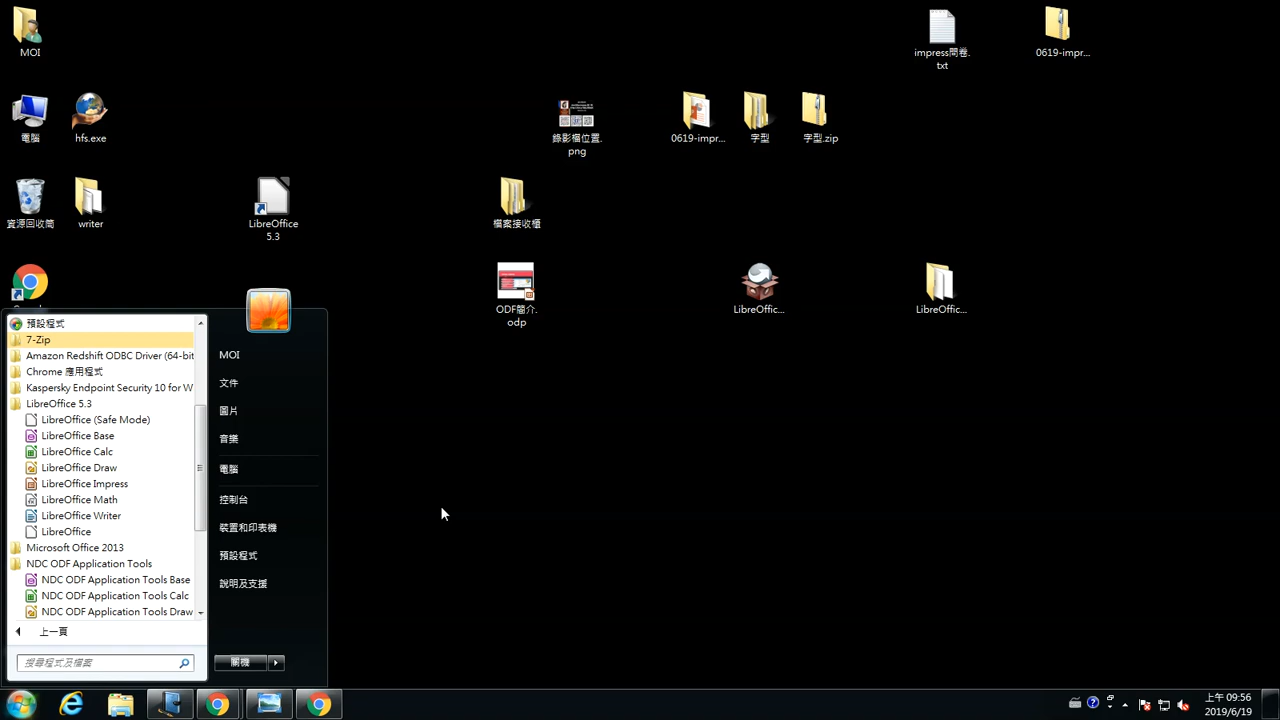 MOI
impress問卷.
txt
0619-impr...
電腦
hfs.exe
錄影檔位置.
png
0619-impr...
字型
字型.zip
資源回收筒
writer
LibreOffice
5.3
檔案接收櫃
ODF簡介.
odp
LibreOffic...
LibreOffic...
預設程式
7-Zip
Amazon Redshift ODBC Driver (64-bit
Chrome 應用程式
Kaspersky Endpoint Security 10 for W
LibreOffice 5.3
LibreOffice (Safe Mode)
LibreOffice Base
LibreOffice Calc
LibreOffice Draw
LibreOffice Impress
LibreOffice Math
LibreOffice Writer
LibreOffice
Microsoft Office 2013
NDC ODF Application Tools
NDC ODF Application Tools Base
NDC ODF Application Tools Calc
NDC ODF Application Tools Draw
上一頁
搜尋程式及檔案
MOI
文件
圖片
音樂
電腦
控制台
裝置和印表機
預設程式
說明及支援
關機
上午 09:56
2019/6/19